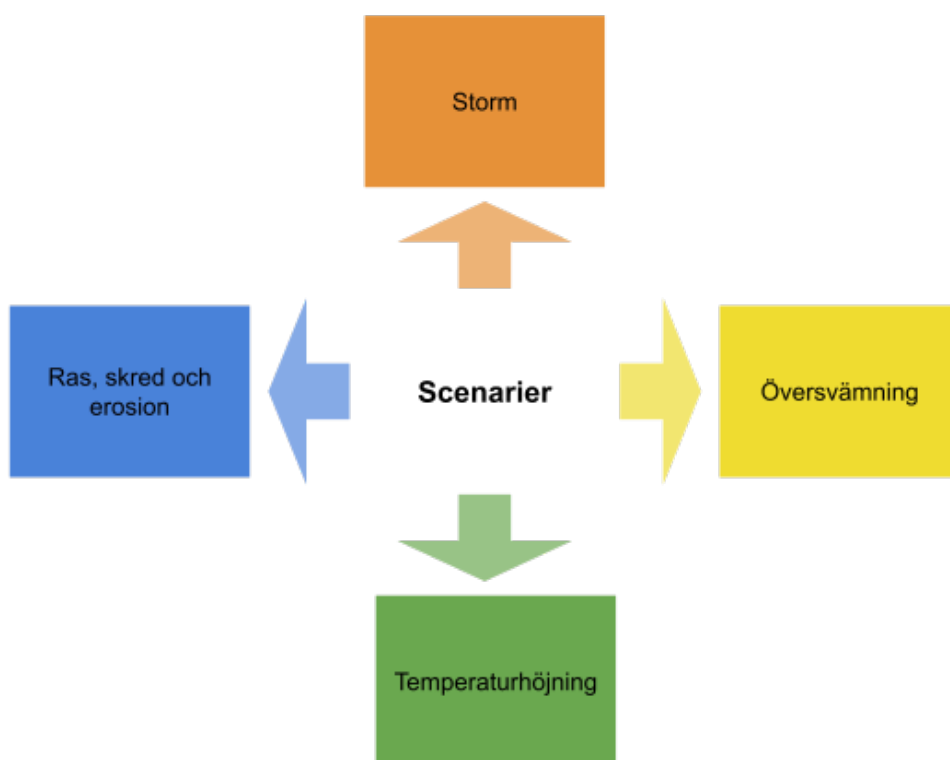 Storm
Ras, skred och
erosion
Scenarier
Översvämning
Temperaturhöjning